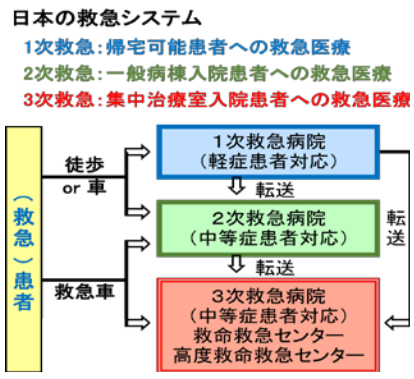 日本の救急システム
1次救急：帰宅可能患者への救急医療
2次救急：一般病棟入院患者への救急医療
3次救急：集中治療室入院患者への救急医療
（救急）患者
徒歩
or 車
救急車
1次救急病院
（軽症患者対応）
転送
2次救急病院
（中等症患者対応）
転送
転送
3次救急病院
（中等症患者対応）
救命救急センター
高度救命救急センター